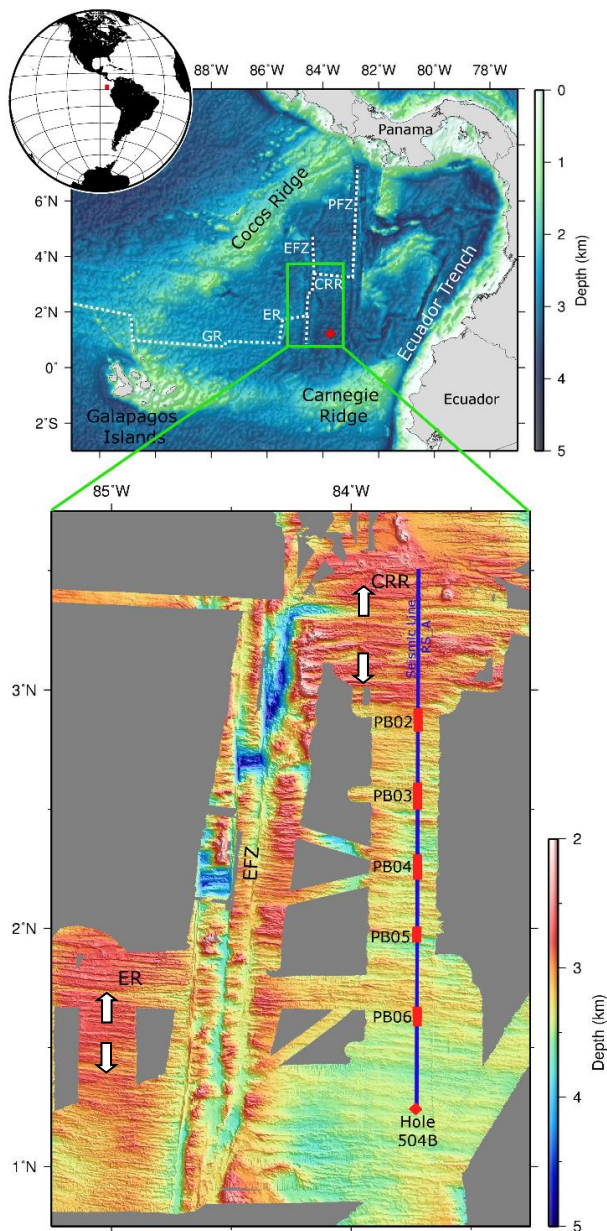 88°W 86°W 84°W 82°W 80°W 78°W
Panama
Cocos Ridge
PFZ
EFZ
CRR
ER
GR
Ecuador Trench
Carnegie
Ridge
Ecuador
Galapagos
Islands
6°N
4°N
2°N
0°
2°S
0
1
2
3
4
5
Depth (km)
85°W 84°W
CRR
Seismic Line
RS_A
3°N
PB02
PB03
PB04
EFZ
2°N
PB05
ER
PB06
Hole
504B
1°N
2
3
4
5
Depth (km)